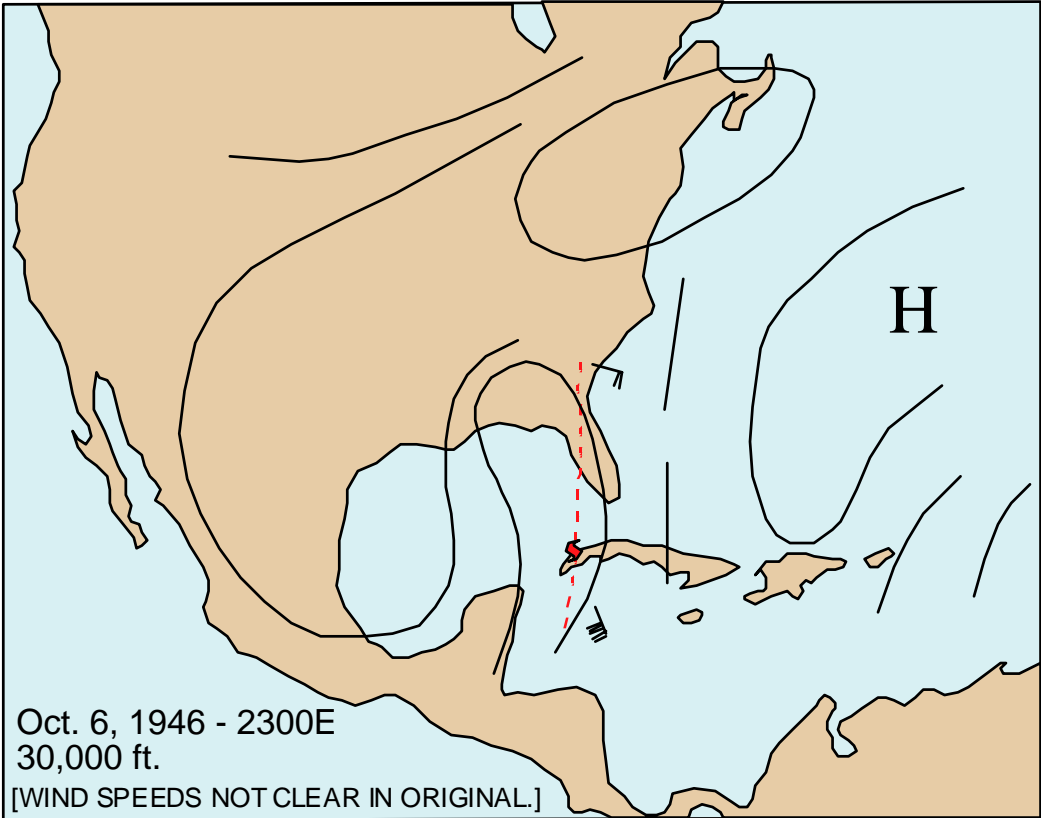 H
Oct. 6, 1946 - 2300E
30,000 ft.
[WIND SPEEDS NOT CLEAR IN ORIGINAL.]